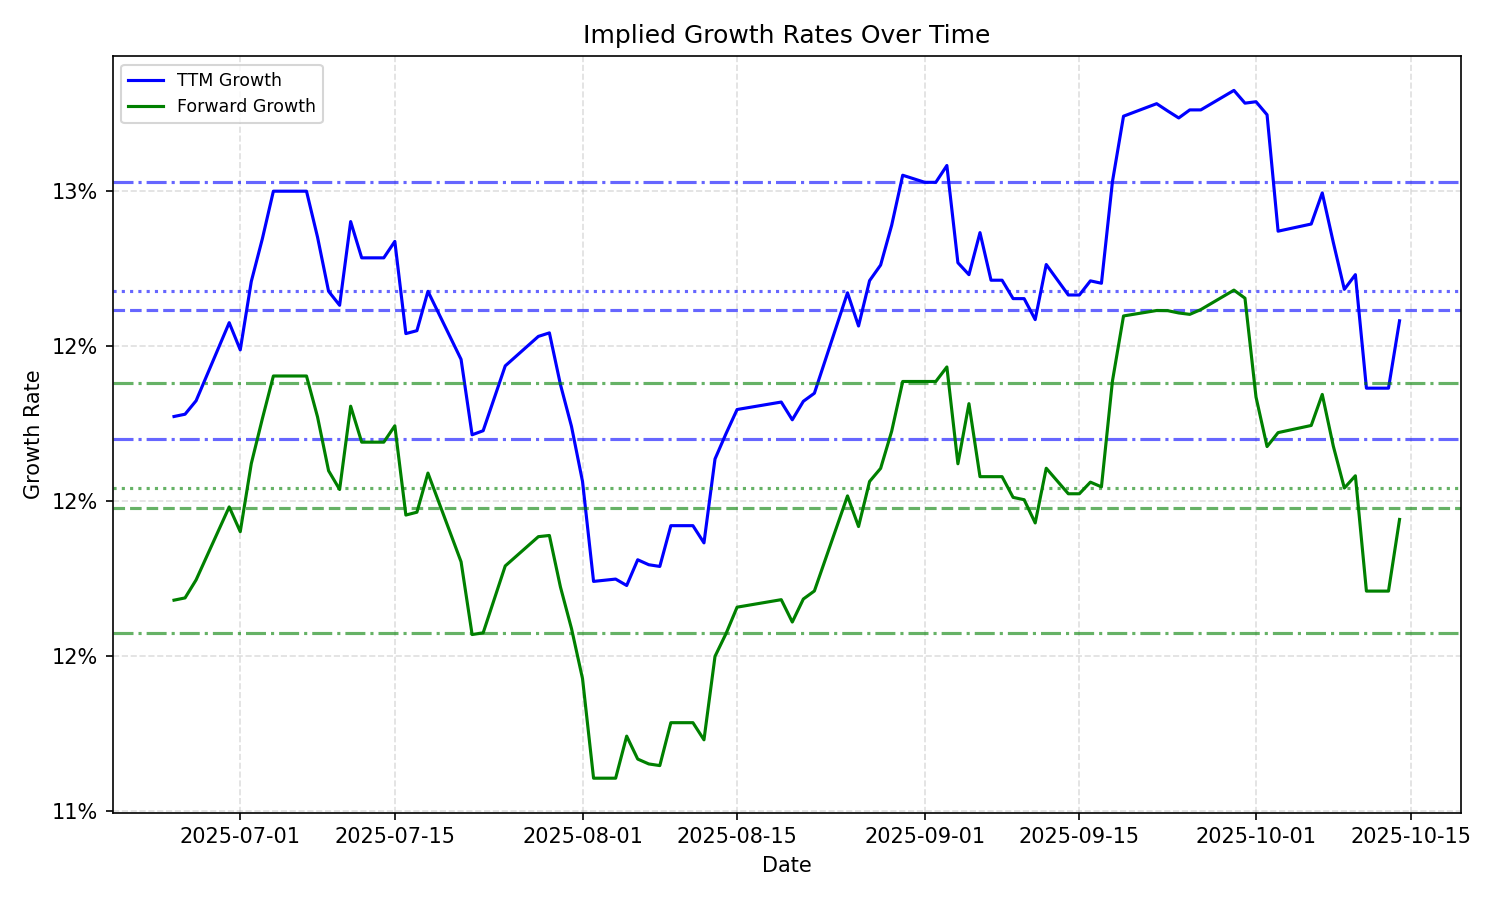 Implied Growth Rates Over Time
TTM Growth
Forward Growth
13%
12%
12%
12%
11%
Growth Rate
2025-07-01
2025-07-15
2025-08-01
2025-08-15
2025-09-01
2025-09-15
2025-10-01
2025-10-15
Date